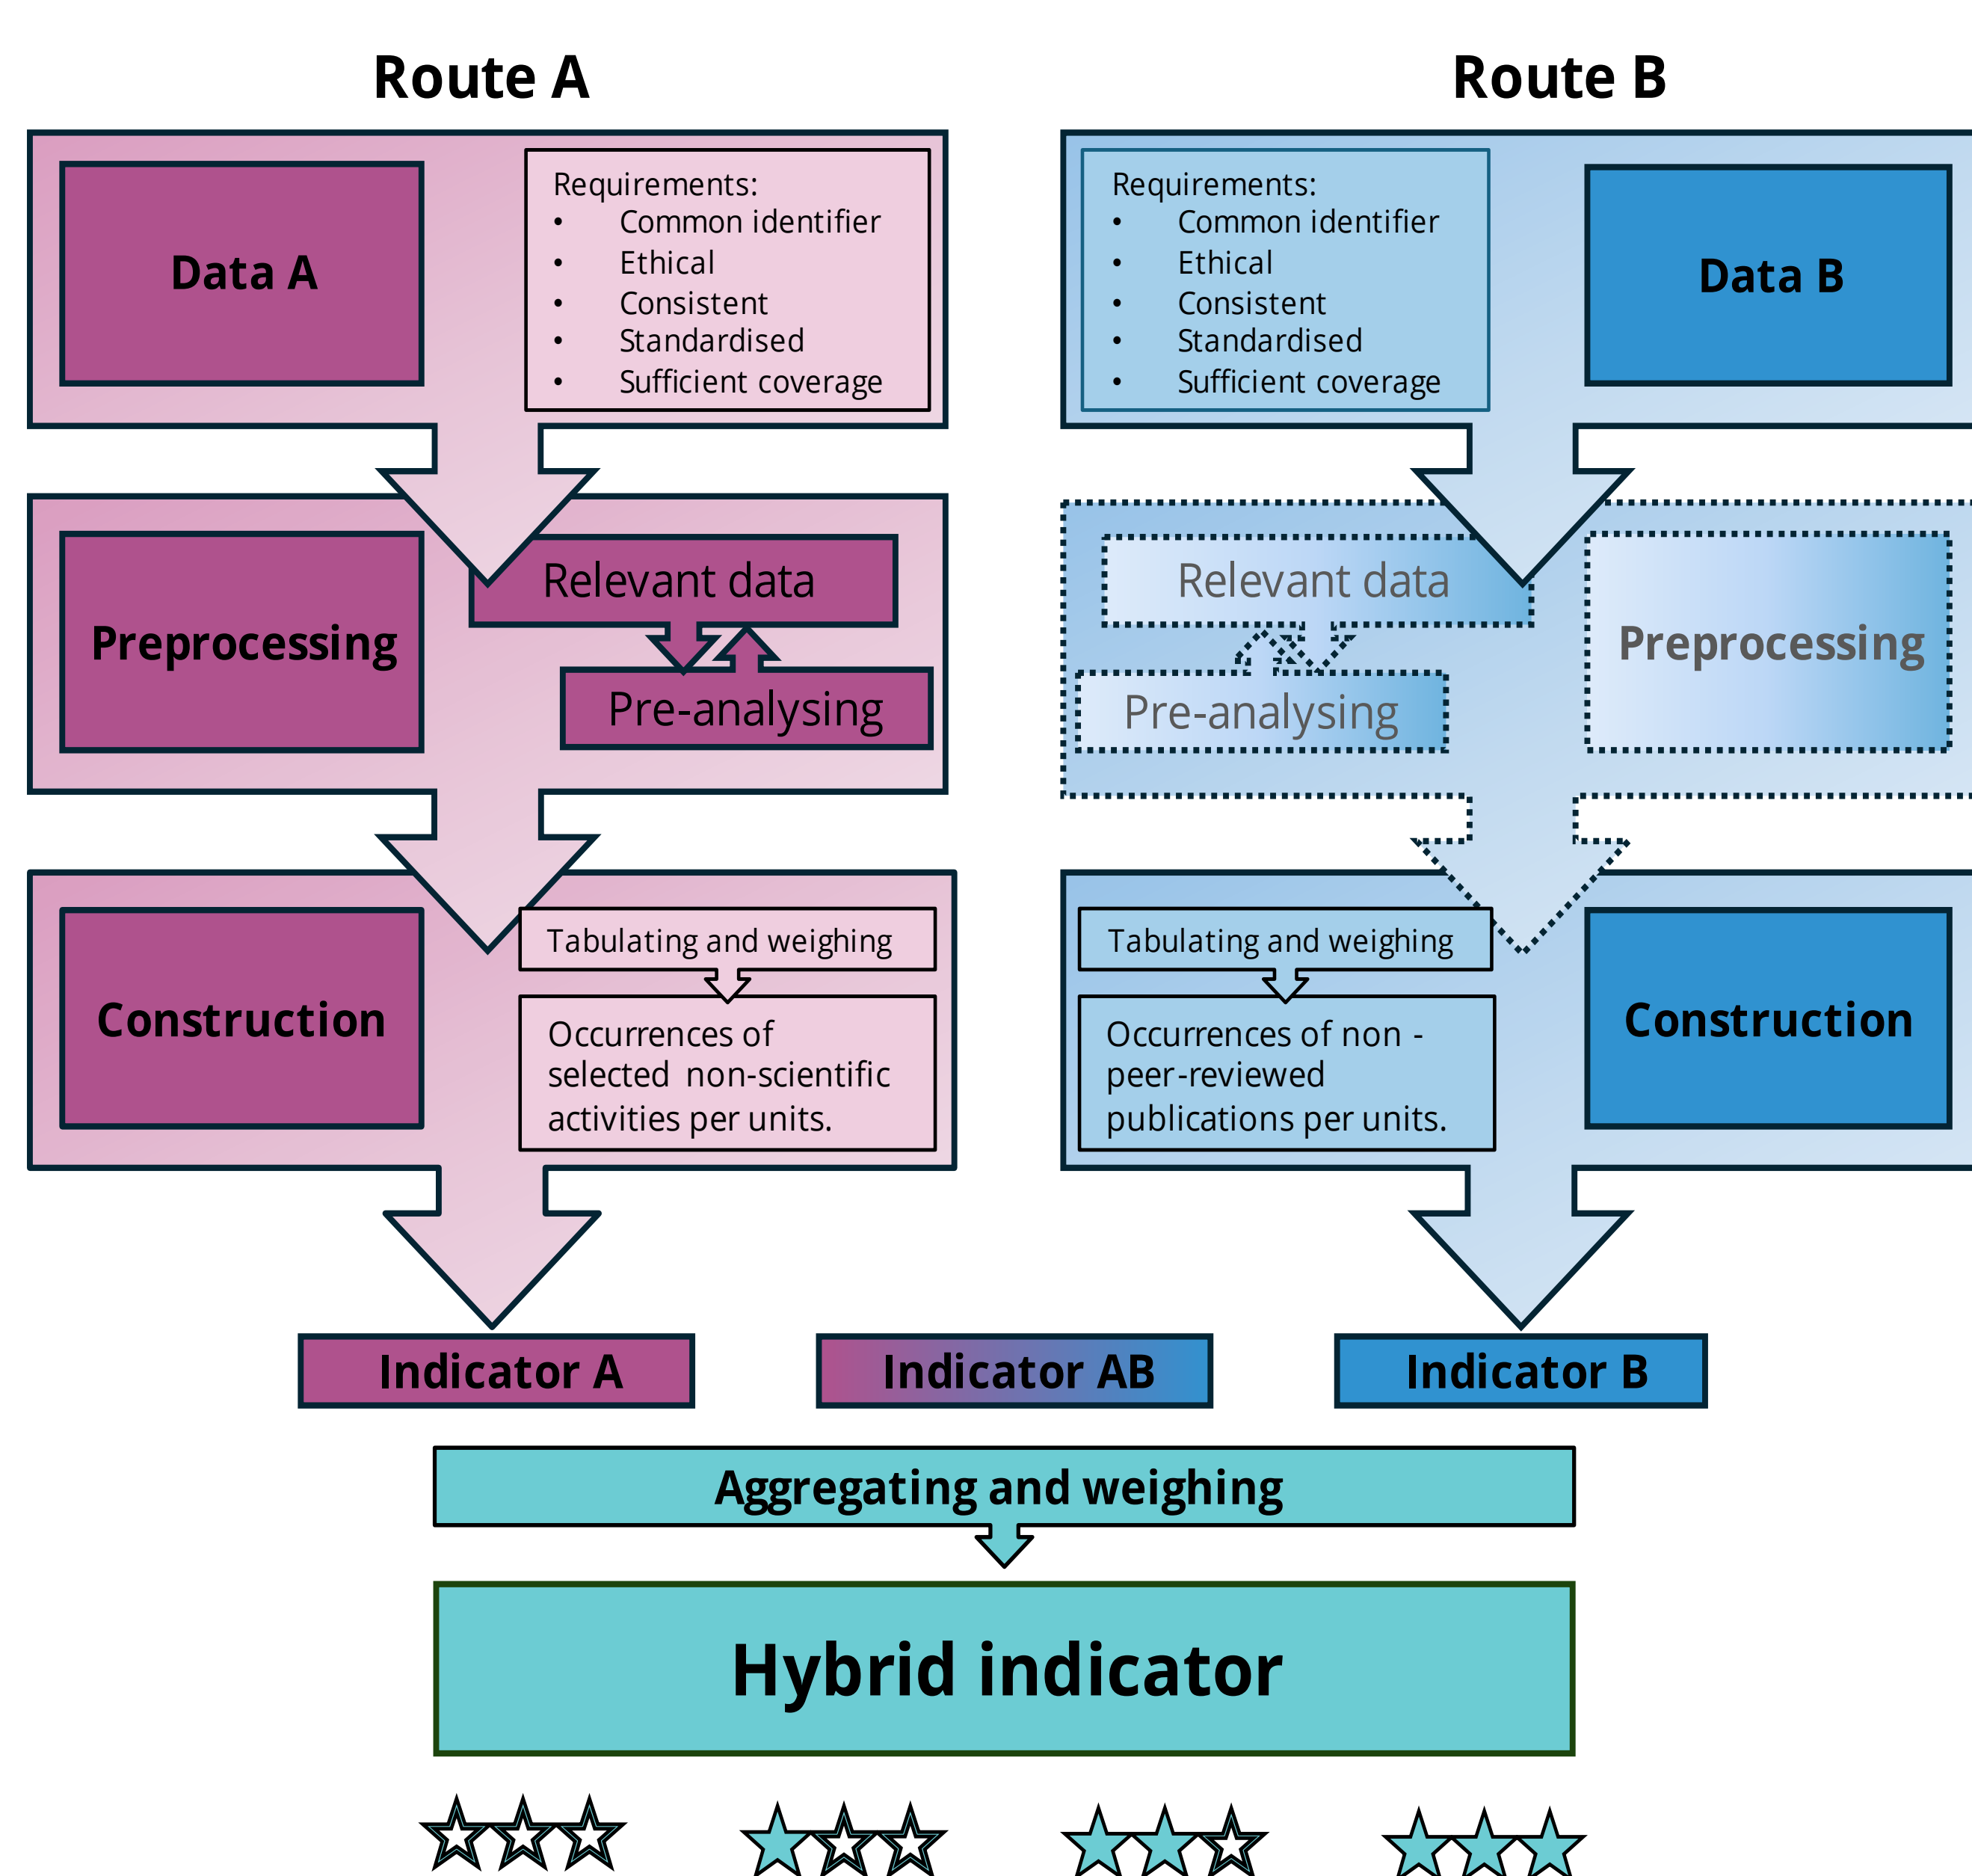 Route A
Route B
Data A
Requirements:
• Common identifier
• Ethical
• Consistent
• Standardised
• Sufficient coverage
Requirements:
• Common identifier
• Ethical
• Consistent
• Standardised
• Sufficient coverage
Data B
Preprocessing
Relevant data
Pre-analysing
Relevant data
Pre-analysing
Preprocessing
Construction
Tabulating and weighing
Occurrences of
selected non-scientific
activities per units.
Tabulating and weighing
Occurrences of non -
peer-reviewed
publications per units.
Construction
Indicator A
Indicator AB
Indicator B
Aggregating and weighing
Hybrid indicator